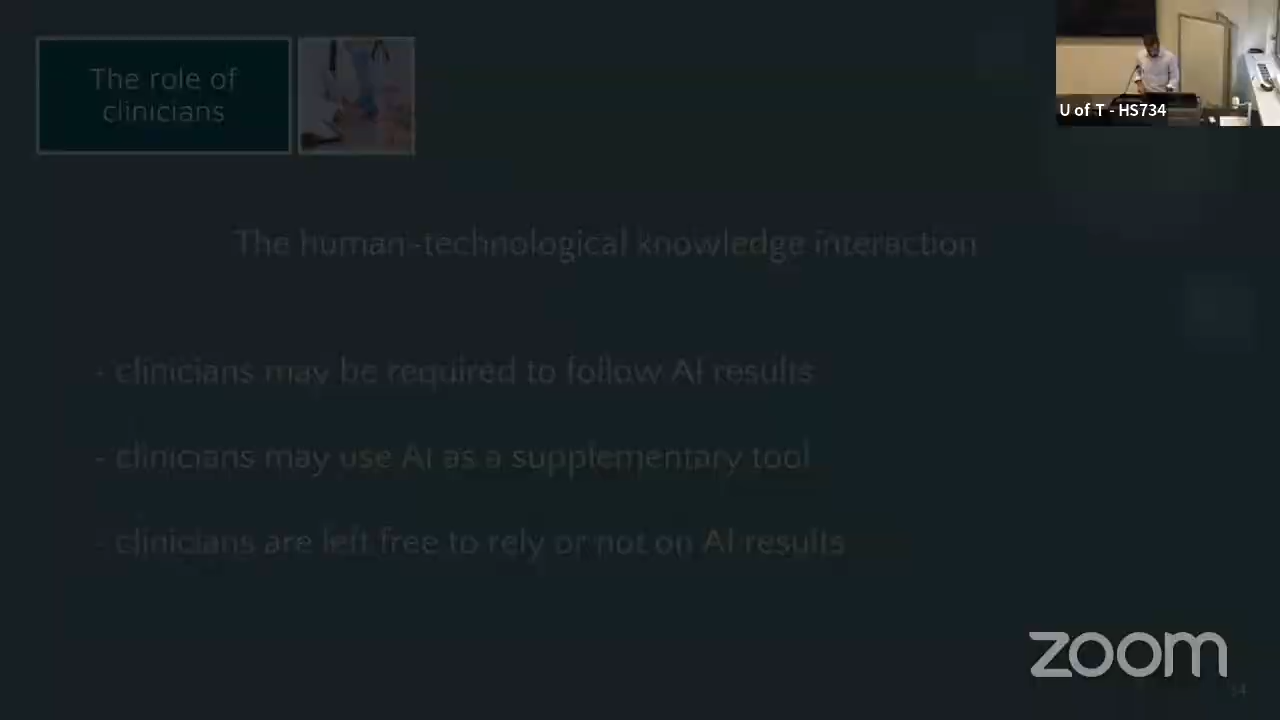 The role of
clinicians
U of T - HS734
The human-technological knowledge interaction
- clinicians may be required to follow AI results
- clinicians may use AI as a supplementary tool
- clinicians are left free to rely or not on AI results
zoom
34